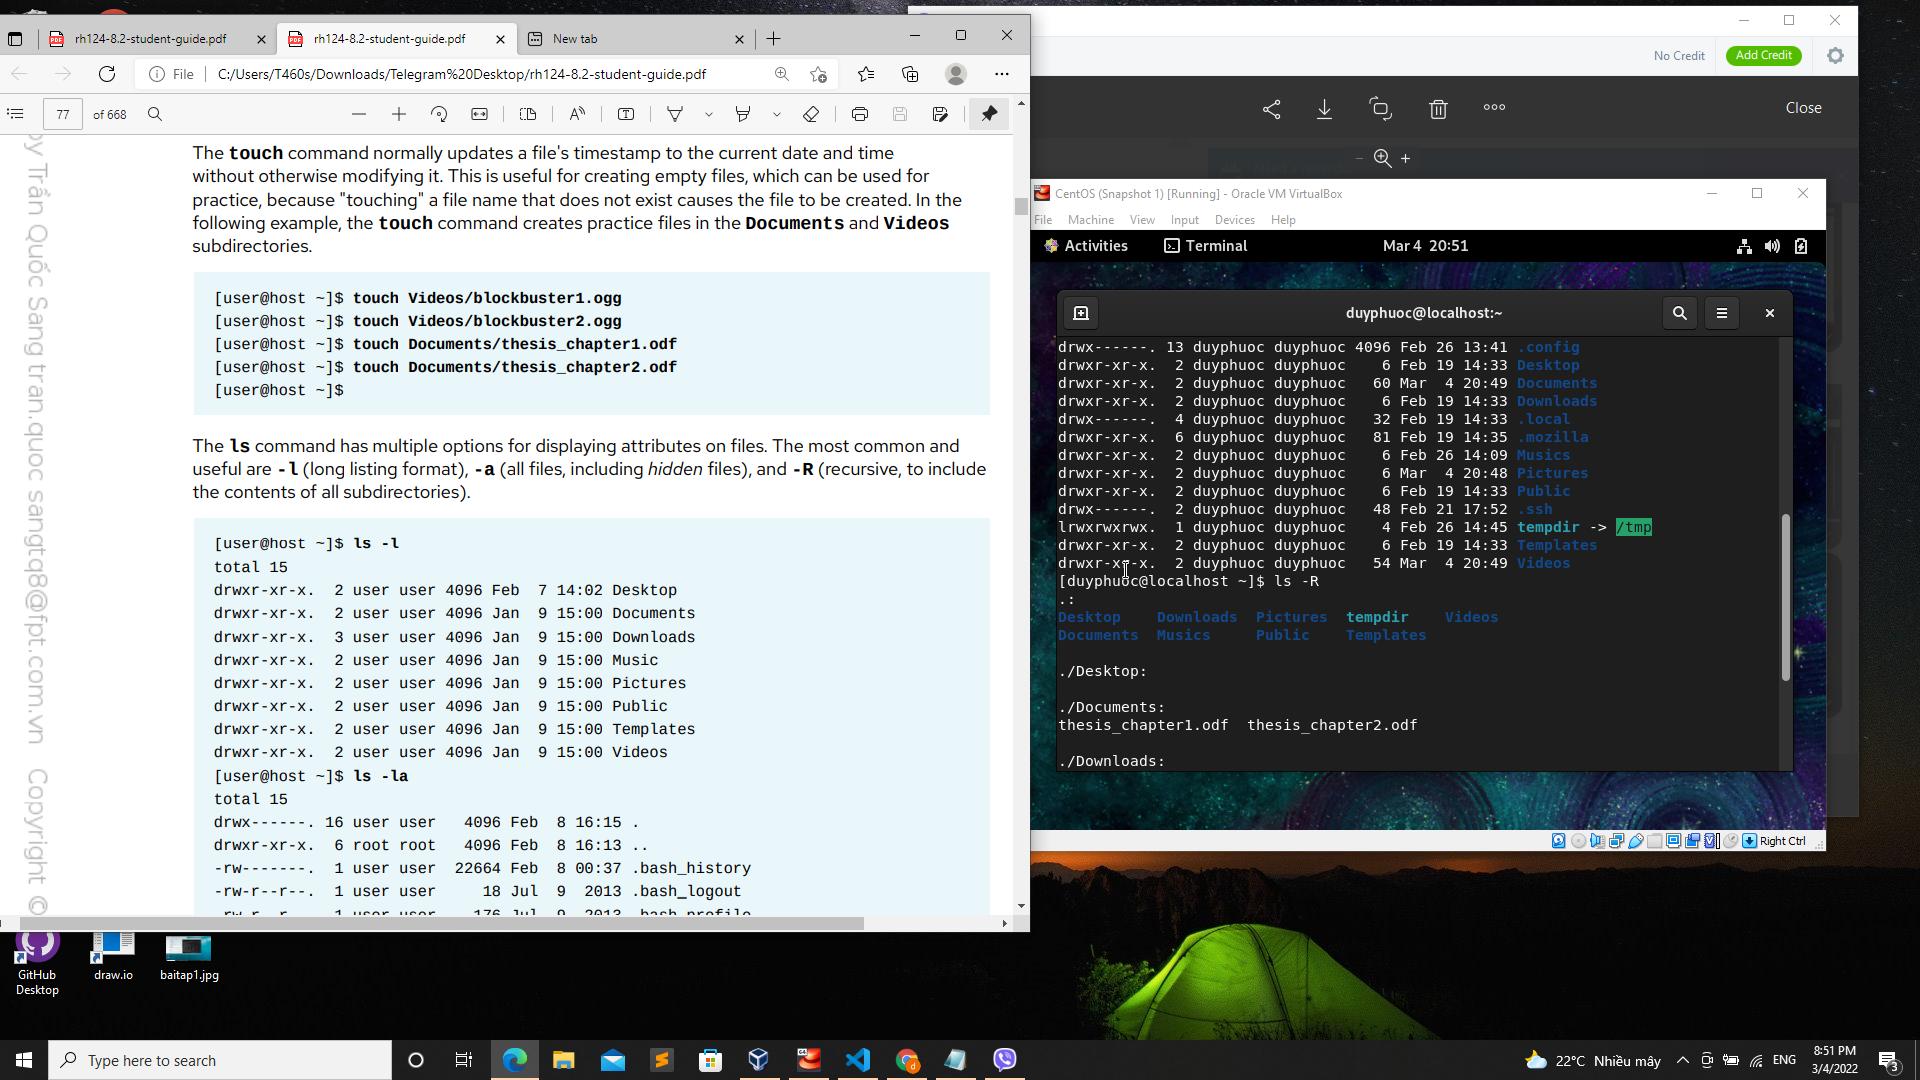 rh124-8.2-student-guide.pdf
rh124-8.2-student-guide.pdf
New tab
File
C:/Users/T460s/Downloads/Telegram%20Desktop/rh124-8.2-student-guide.pdf
77
of 668
by Trần Quốc Sang tran.quoc sangtq8@fpt.com.vn Copyright ©
The touch command normally updates a file's timestamp to the current date and time
without otherwise modifying it. This is useful for creating empty files, which can be used for
practice, because "touching" a file name that does not exist causes the file to be created. In the
following example, the touch command creates practice files in the Documents and Videos
subdirectories.
[user@host ~]$ touch Videos/blockbuster1.ogg
[user@host ~]$ touch Videos/blockbuster2.ogg
[user@host ~]$ touch Documents/thesis_chapter1.odf
[user@host ~]$ touch Documents/thesis_chapter2.odf
[user@host ~]$
The ls command has multiple options for displaying attributes on files. The most common and
useful are -l (long listing format), -a (all files, including hidden files), and -R (recursive, to include
the contents of all subdirectories).
[user@host ~]$ ls -l
total 15
drwxr-xr-x.  2 user user 4096 Feb  7 14:02 Desktop
drwxr-xr-x.  2 user user 4096 Jan  9 15:00 Documents
drwxr-xr-x.  3 user user 4096 Jan  9 15:00 Downloads
drwxr-xr-x.  2 user user 4096 Jan  9 15:00 Music
drwxr-xr-x.  2 user user 4096 Jan  9 15:00 Pictures
drwxr-xr-x.  2 user user 4096 Jan  9 15:00 Public
drwxr-xr-x.  2 user user 4096 Jan  9 15:00 Templates
drwxr-xr-x.  2 user user 4096 Jan  9 15:00 Videos
[user@host ~]$ ls -la
total 15
drwx------. 16 user user   4096 Feb  8 16:15 .
drwxr-xr-x.  6 root root   4096 Feb  8 16:13 ..
-rw-------.  1 user user  22664 Feb  8 00:37 .bash_history
-rw-r--r--.  1 user user     18 Jul  9  2013 .bash_logout
-rw-r--r--.  1 user user    176 Jul  9  2013 .bash_profile
No Credit
Add Credit
Close
CentOS (Snapshot 1) [Running] - Oracle VM VirtualBox
File Machine View Input Devices Help
Activities
Terminal
Mar 4 20:51
duyphuoc@localhost:~
drwx------. 13 duyphuoc duyphuoc 4096 Feb 26 13:41 .config
drwxr-xr-x.  2 duyphuoc duyphuoc    6 Feb 19 14:33 Desktop
drwxr-xr-x.  2 duyphuoc duyphuoc   60 Mar  4 20:49 Documents
drwxr-xr-x.  2 duyphuoc duyphuoc    6 Feb 19 14:33 Downloads
drwx------.  4 duyphuoc duyphuoc   32 Feb 19 14:33 .local
drwxr-xr-x.  6 duyphuoc duyphuoc   81 Feb 19 14:35 .mozilla
drwxr-xr-x.  2 duyphuoc duyphuoc    6 Feb 26 14:09 Musics
drwxr-xr-x.  2 duyphuoc duyphuoc    6 Mar  4 20:48 Pictures
drwxr-xr-x.  2 duyphuoc duyphuoc    6 Feb 19 14:33 Public
drwx------.  2 duyphuoc duyphuoc   48 Feb 21 17:52 .ssh
lrwxrwxrwx.  1 duyphuoc duyphuoc    4 Feb 26 14:45 tempdir -> /tmp
drwxr-xr-x.  2 duyphuoc duyphuoc    6 Feb 19 14:33 Templates
drwxr-xr-x.  2 duyphuoc duyphuoc   54 Mar  4 20:49 Videos
[duyphuoc@localhost ~]$ ls -R
.:
Desktop    Downloads  Pictures  tempdir    Videos
Documents  Musics     Public    Templates
./Desktop:
./Documents:
thesis_chapter1.odf  thesis_chapter2.odf
./Downloads:
Right Ctrl
GitHub
Desktop
draw.io
baitap1.jpg
Type here to search
22°C Nhiều mây
ENG
8:51 PM
3/4/2022
3